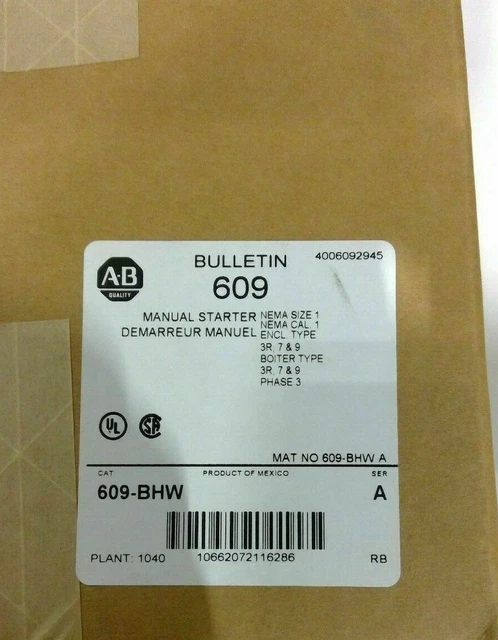 BULLETIN 4006092945
A-B
QUALITY
609
MANUAL STARTER NEMA SIZE 1
NEMA CAL. 1
DEMARREUR MANUEL ENCL. TYPE
3R, 7 & 9
BOITER TYPE
3R, 7 & 9
PHASE 3
UL SA
MAT NO 609-BHW A
CAT PRODUCT OF MEXICO SER
609-BHW A
PLANT: 1040 10662072116286 RB